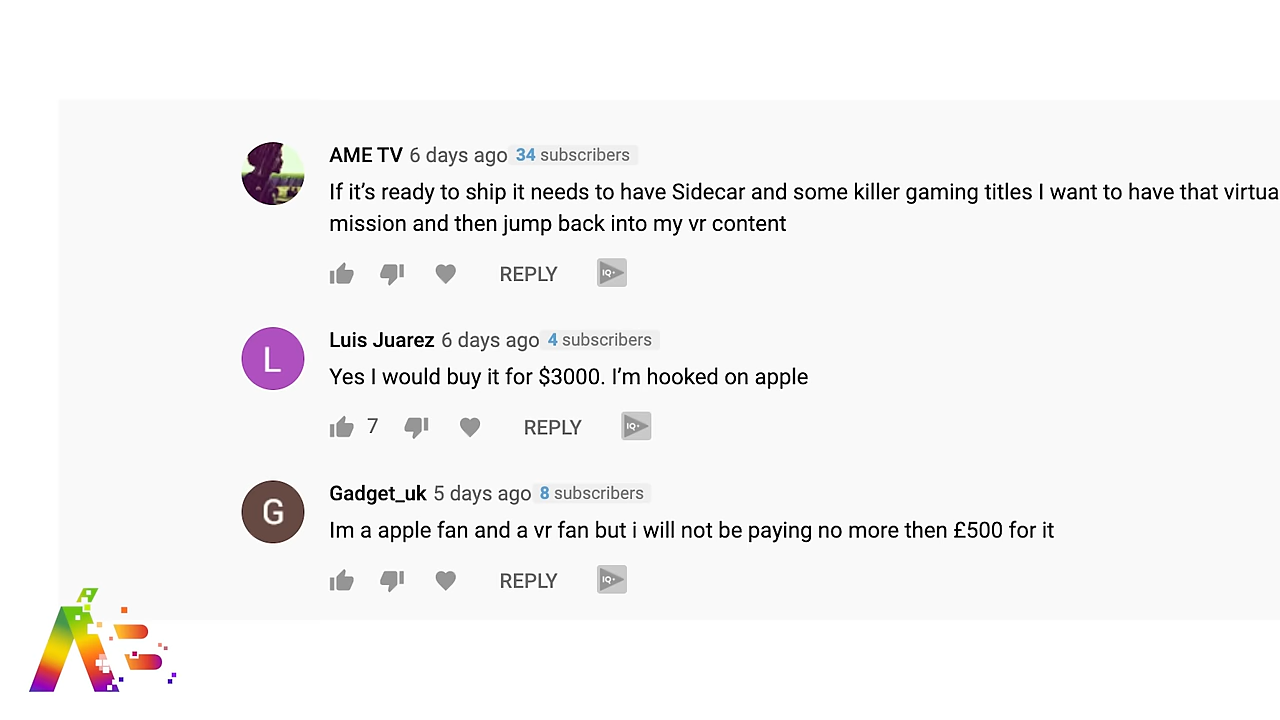 AME TV 6 days ago 34 subscribers
If it’s ready to ship it needs to have Sidecar and some killer gaming titles I want to have that virtua
mission and then jump back into my vr content
REPLY IQ+
L
Luis Juarez 6 days ago 4 subscribers
Yes I would buy it for $3000. I’m hooked on apple
7 REPLY IQ+
G
Gadget_uk 5 days ago 8 subscribers
Im a apple fan and a vr fan but i will not be paying no more then £500 for it
REPLY IQ+